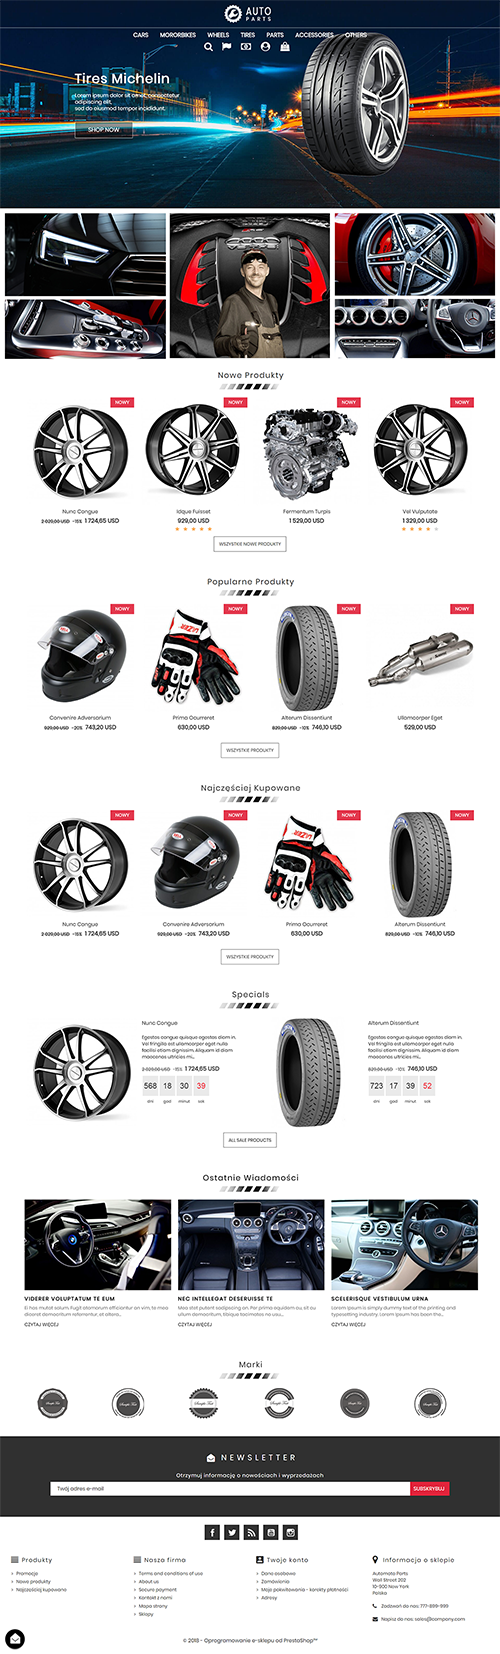 AUTO
PARTS
CARS MORORBIKES WHEELS TIRES PARTS ACCESSORIES OTHERS
Tires Michelin
Lorem ipsum dolor sit amet, consectetur
adipiscing elit,
sed do eiusmod tempor incididunt.
SHOP NOW
Nowe Produkty
NOWY NOWY NOWY NOWY
Nunc Congue Idque Fuisset Fermentum Turpis Vel Vulputate
2 029,00 USD -15% 1 724,65 USD 929,00 USD 1 529,00 USD 1 329,00 USD
WSZYSTKIE NOWE PRODUKTY
Popularne Produkty
NOWY NOWY NOWY NOWY
Convenire Adversarium Primo Ocurreret Alterum Dissentiunt Ullamcorper Eget
929,00 USD -20% 743,20 USD 630,00 USD 829,00 USD -10% 746,10 USD 529,00 USD
WSZYSTKIE PRODUKTY
Najczęściej Kupowane
NOWY NOWY NOWY NOWY
Nunc Congue Convenire Adversarium Primo Ocurreret Alterum Dissentiunt
2 029,00 USD -15% 1 724,65 USD 929,00 USD -20% 743,20 USD 630,00 USD 829,00 USD -10% 746,10 USD
WSZYSTKIE PRODUKTY
Specials
Nunc Congue
Egestas congue quisque egestas diam in.
Vel fringilla est ullamcorper eget nulla
facilisi etiam dignissim. Aliquam id diam
maecenas ultricies mi...
2 029,00 USD -15% 1 724,65 USD
568 18 30 39
dni god minut sek
Alterum Dissentiunt
Egestas congue quisque egestas diam in.
Vel fringilla est ullamcorper eget nulla
facilisi etiam dignissim. Aliquam id diam
maecenas ultricies mi...
829,00 USD -10% 746,10 USD
723 17 39 52
dni god minut sek
ALL SALE PRODUCTS
Ostatnie Wiadomości
VIDERER VOLUPTATUM TE EUM
Ei has mutat solum. Fugit atomorum efficiantur an vim, te mea
diceret democritum referrentur, at altera...
CZYTAJ WIĘCEJ
NEC INTELLEGAT DESERUISSE TE
Mea stet putent sadipscing an. Per primo equidem eu, sit ou
ullum democritum, tibique tacimates no usu...
CZYTAJ WIĘCEJ
SCELERISQUE VESTIBULUM URNA
Lorem Ipsum is simply dummy text of the printing and
typesetting industry. Lorem Ipsum has been the...
CZYTAJ WIĘCEJ
Marki
NEWSLETTER
Otrzymuj informację o nowościach i wyprzedażach
Twój adres e-mail SUBSKRYBUJ
Produkty
Promocje
Nowe produkty
Najczęściej kupowane
Nasza firma
Terms and conditions of use
About us
Secure payment
Kontakt z nami
Mapa strony
Sklepy
Twoje konto
Dane osobowe
Zamówienia
Moje pokwitowania - korekty płatności
Adresy
Informacja o sklepie
Automoto Parts
Wall Street 202
10-900 New York
Polska
Zadzwoń do nas: 777-899-999
Napisz do nas: sales@company.com
© 2018 - Oprogramowanie e-sklepu od PrestaShop™